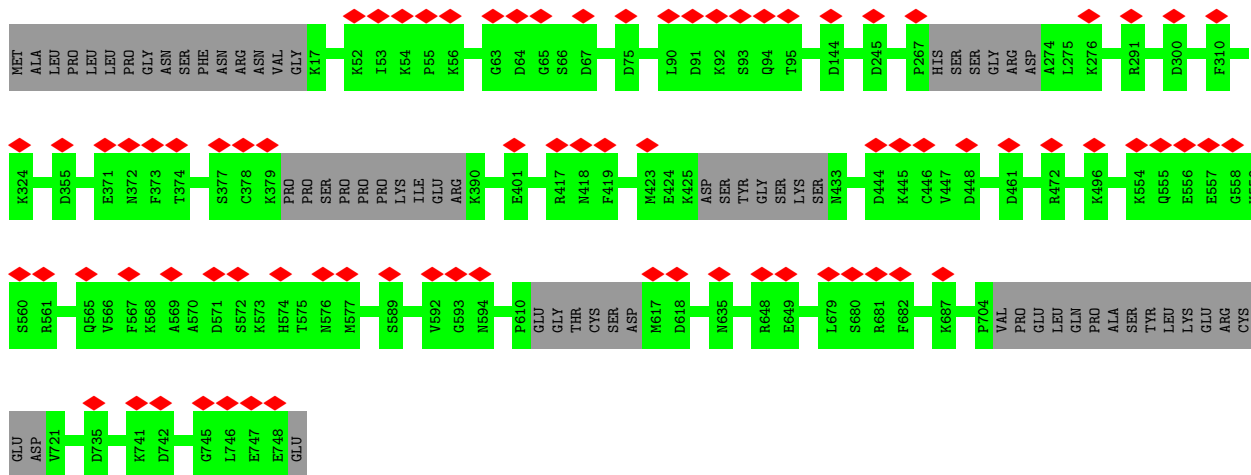 MET ALA LEU PRO LEU LEU PRO GLY ASN SER PHE ASN ARG ASN VAL GLY K17 K52 I53 K54 P55 K56 G63 D64 G65 S66 D67 D75 L90 D91 K92 S93 Q94 T95 D144 D245 P267 HIS SER SER GLY ARG ASP A274 L275 K276 R291 D300 F310
K324 D355 E371 N372 F373 T374 S377 C378 K379 PRO PRO SER PRO PRO PRO LYS ILE GLU ARG K390 E401 R417 N418 F419 M423 E424 K425 ASP SER TYR GLY SER LYS SER N433 D444 K445 C446 V447 D448 D461 R472 K496 K554 Q555 E556 E557 G558
S560 R561 Q565 V566 F567 K568 A569 A570 D571 S572 K573 H574 T575 N576 M577 S589 V592 G593 N594 P610 GLU GLY THR CYS SER ASP M617 D618 N635 R648 E649 L679 S680 R681 F682 K687 P704 VAL PRO GLU LEU GLN PRO ALA SER TYR LEU LYS GLU ARG CYS
GLU ASP V721 D735 K741 D742 G745 L746 E747 E748 GLU